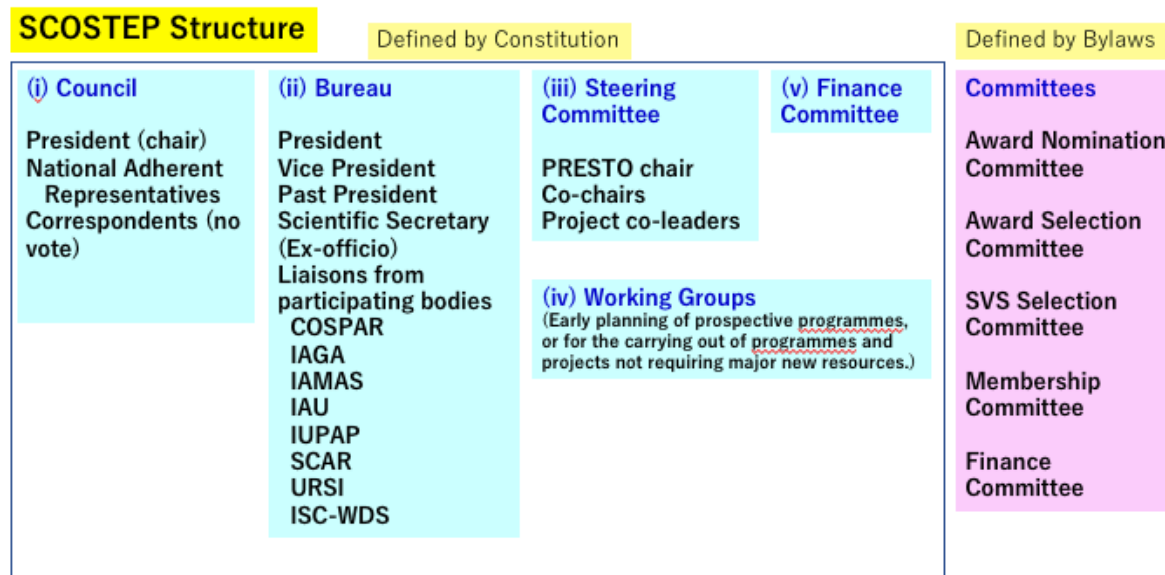 SCOSTEP Structure
Defined by Constitution
Defined by Bylaws
(i) Council
President (chair)
National Adherent
Representatives
Correspondents (no
vote)
(ii) Bureau
President
Vice President
Past President
Scientific Secretary
(Ex-officio)
Liaisons from
participating bodies
COSPAR
IAGA
IAMAS
IAU
IUPAP
SCAR
URSI
ISC-WDS
(iii) Steering
Committee
PRESTO chair
Co-chairs
Project co-leaders
(v) Finance
Committee
(iv) Working Groups
(Early planning of prospective programmes,
or for the carrying out of programmes and
projects not requiring major new resources.)
Committees
Award Nomination
Committee
Award Selection
Committee
SVS Selection
Committee
Membership
Committee
Finance
Committee